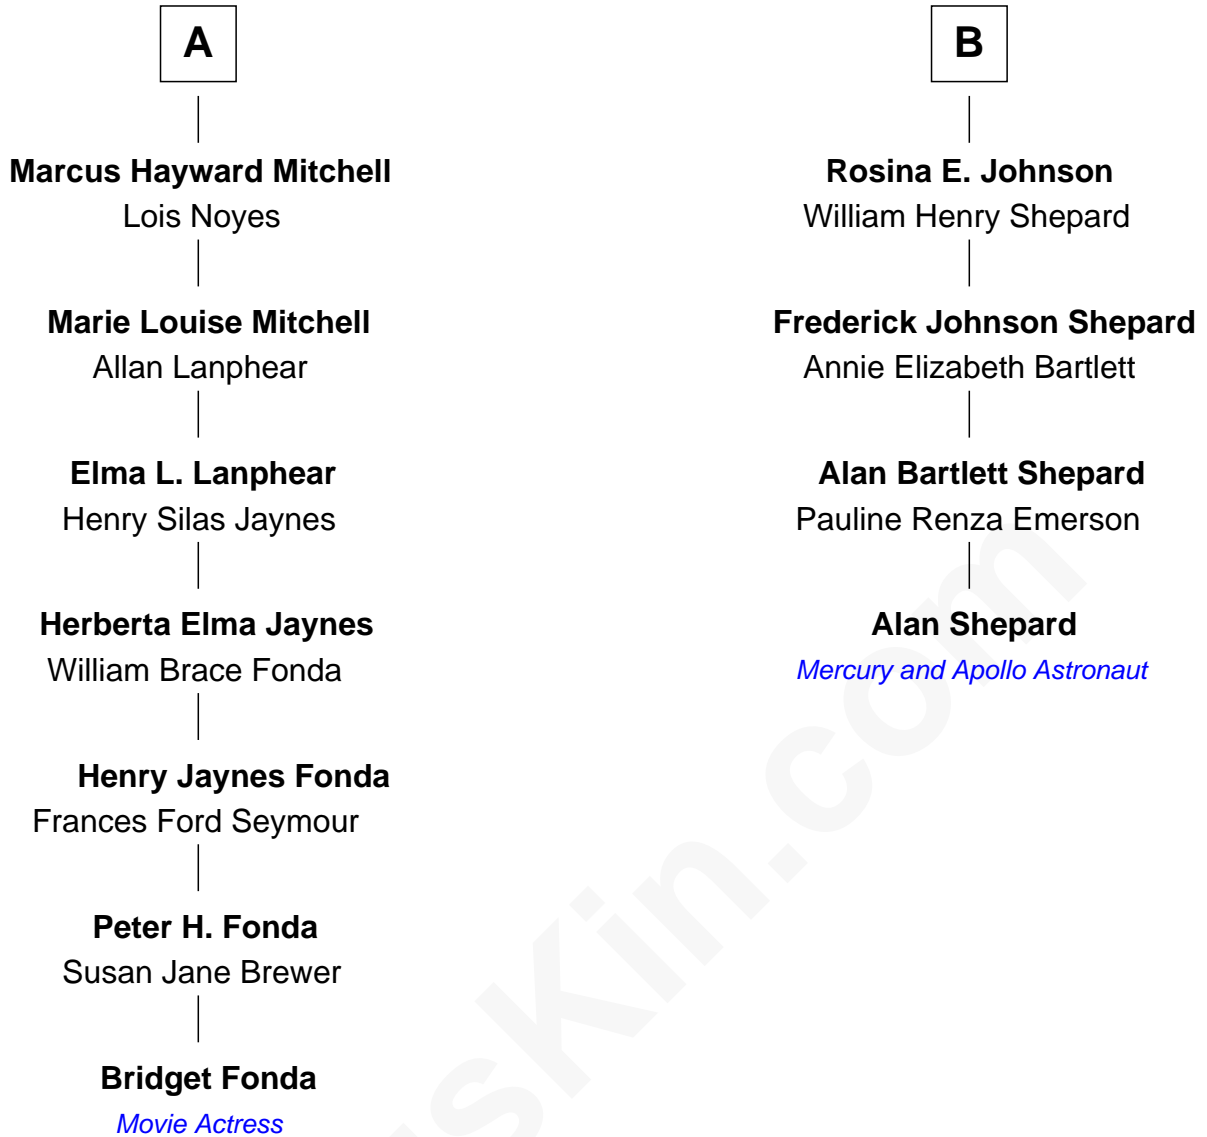 A
Marcus Hayward Mitchell
Lois Noyes
Marie Louise Mitchell
Allan Lanphear
Elma L. Lanphear
Henry Silas Jaynes
Herberta Elma Jaynes
William Brace Fonda
Henry Jaynes Fonda
Frances Ford Seymour
Peter H. Fonda
Susan Jane Brewer
Bridget Fonda
Movie Actress
B
Rosina E. Johnson
William Henry Shepard
Frederick Johnson Shepard
Annie Elizabeth Bartlett
Alan Bartlett Shepard
Pauline Renza Emerson
Alan Shepard
Mercury and Apollo Astronaut
sKin.com